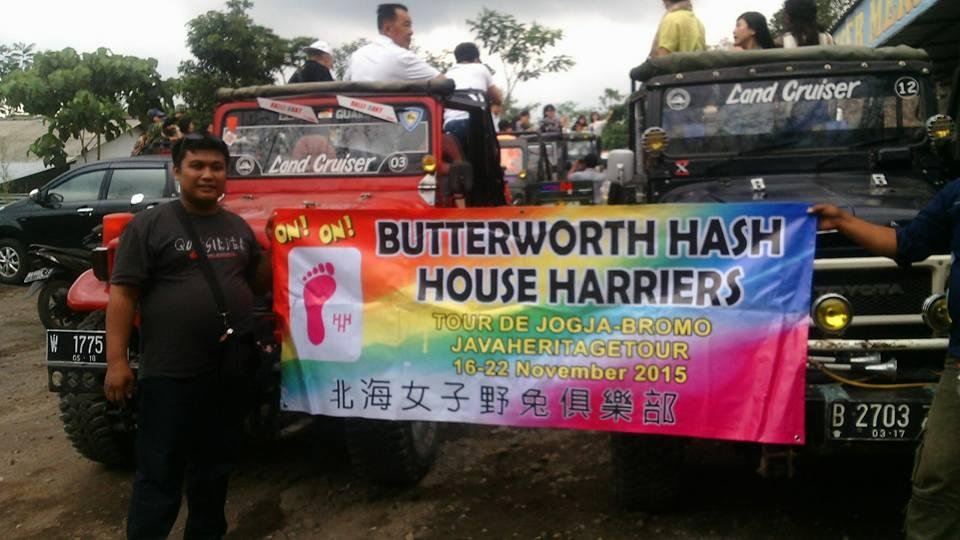 Land Cruiser
03
Land Cruiser
12
ON! ON!
BUTTERWORTH HASH
HOUSE HARRIERS
HHH
TOUR DE JOGJA-BROMO
JAVAHERITAGETOUR
16-22 November 2015
北海女子野兔俱樂部
TOYOTA
W 1775
05·18
B 2703
03·17